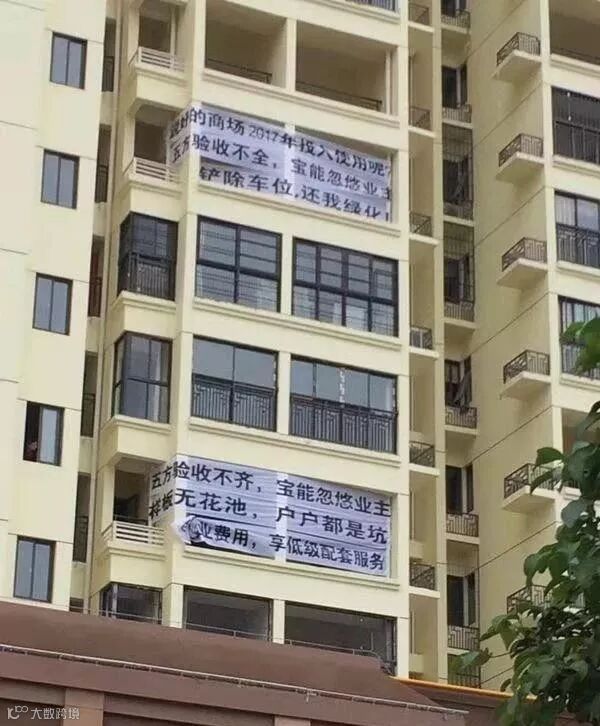 好的商场2017年投入使用呢?
五方验收不全，宝能忽悠业主
铲除车位,还我绿化!
五方验收不齐，宝能忽悠业主
样板无花池，户户都是坑
业费用，享低级配套服务
大数跨境